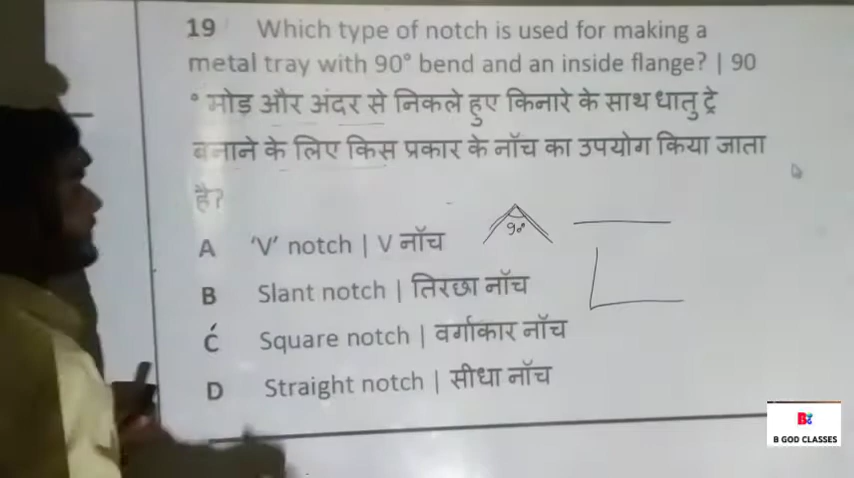 19 Which type of notch is used for making a
metal tray with 90° bend and an inside flange? | 90
° मोड़ और अंदर से निकले हुए किनारे के साथ धातु ट्रे
बनाने के लिए किस प्रकार के नॉच का उपयोग किया जाता
है?
A 'V' notch | V नॉच
90°
B Slant notch | तिरछा नॉच
C Square notch | वर्गाकार नॉच
D Straight notch | सीधा नॉच
B GOD CLASSES